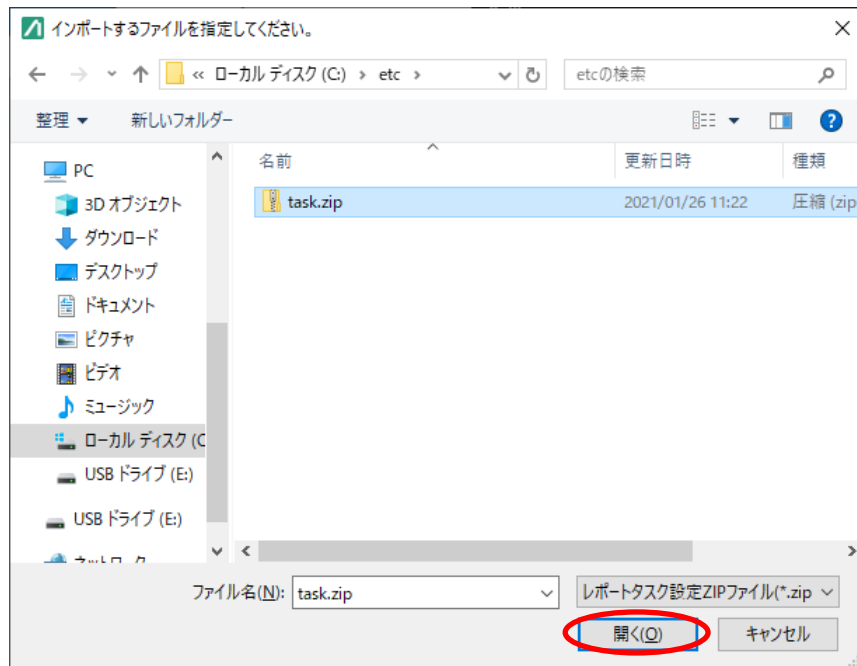 インポートするファイルを指定してください。
« ローカル ディスク (C:) › etc ›
etcの検索
整理
新しいフォルダー
名前
更新日時
種類
PC
3D オブジェクト
ダウンロード
デスクトップ
ドキュメント
ピクチャ
ビデオ
ミュージック
ローカル ディスク (C
USB ドライブ (E:)
USB ドライブ (E:)
ネットワーク
task.zip 2021/01/26 11:22 圧縮 (zip
ファイル名(N): task.zip
レポートタスク設定ZIPファイル(*.zip
開く(O)
キャンセル